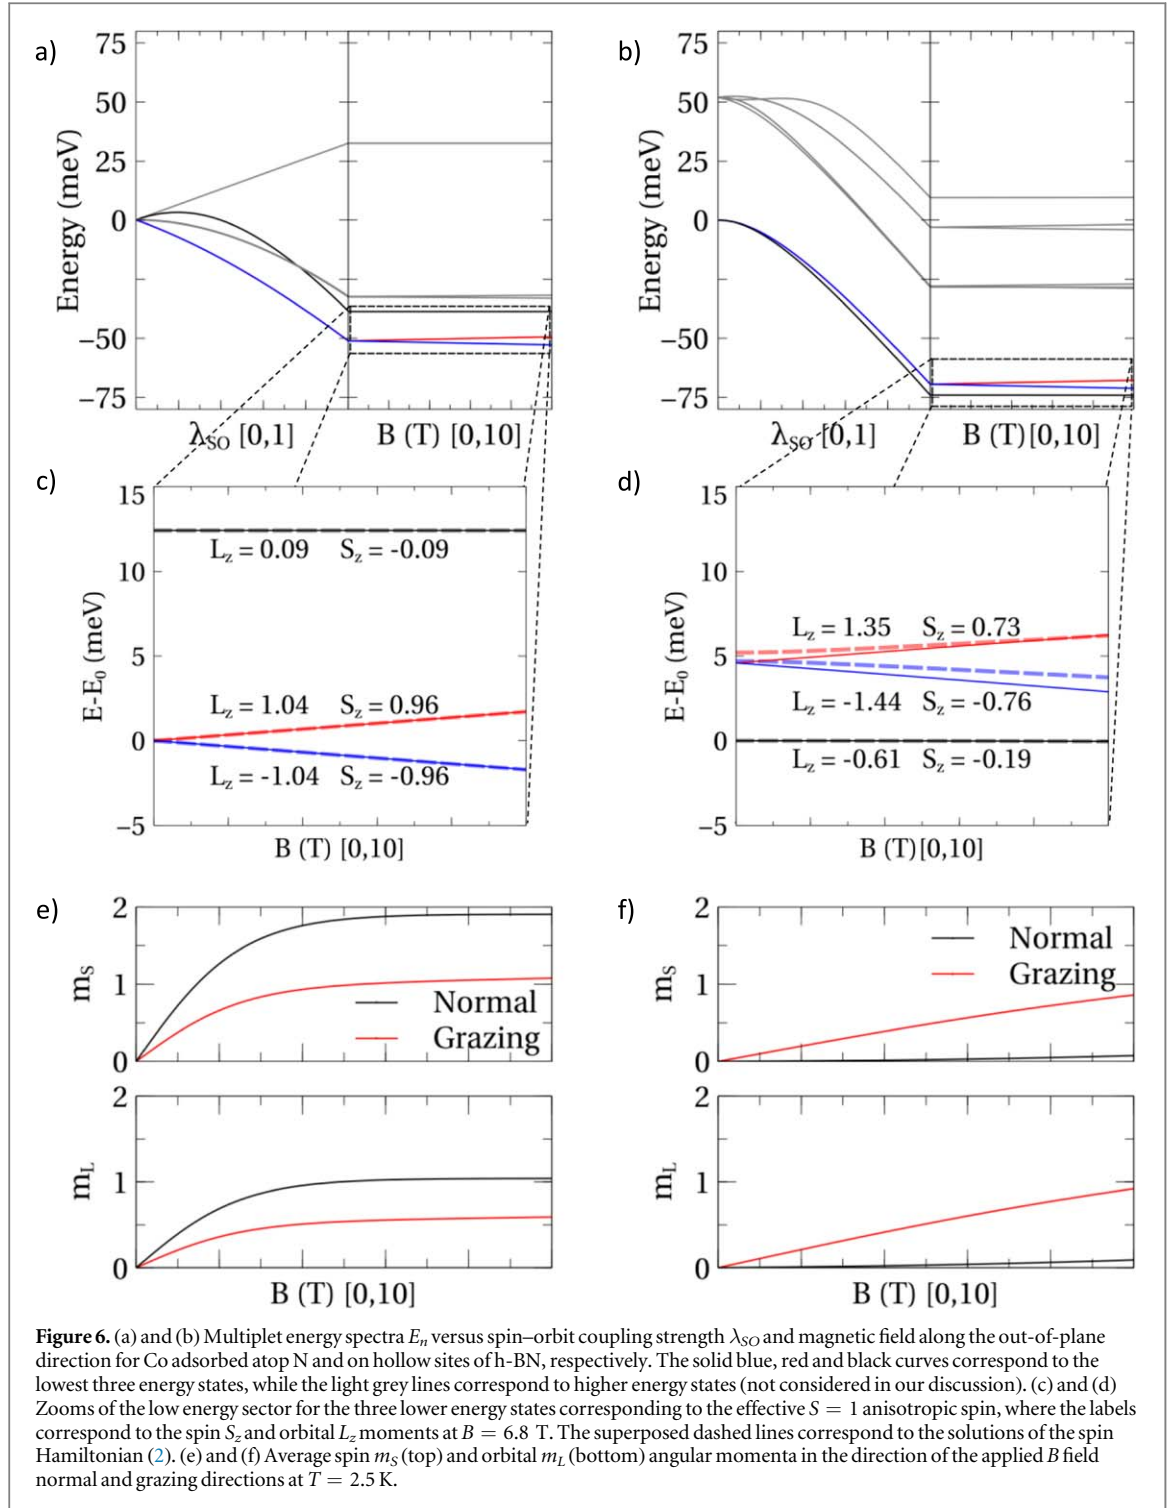 a)
75
50
25
0
−50
−75
Energy (meV)
λSO [0,1]
B (T) [0,10]
b)
75
50
25
0
−50
−75
Energy (meV)
λSO [0,1]
B (T)[0,10]
c)
15
10
5
0
−5
E-E0 (meV)
Lz = 0.09 Sz = -0.09
Lz = 1.04 Sz = 0.96
Lz = -1.04 Sz = -0.96
B (T) [0,10]
d)
15
10
5
0
−5
E-E0 (meV)
Lz = 1.35 Sz = 0.73
Lz = -1.44 Sz = -0.76
Lz = -0.61 Sz = -0.19
B (T)[0,10]
e)
2
1
0
mS
Normal
Grazing
2
1
0
mL
B (T) [0,10]
f)
2
1
0
mS
Normal
Grazing
2
1
0
mL
B (T) [0,10]
Figure 6. (a) and (b) Multiplet energy spectra En versus spin–orbit coupling strength λSO and magnetic field along the out-of-plane
direction for Co adsorbed atop N and on hollow sites of h-BN, respectively. The solid blue, red and black curves correspond to the
lowest three energy states, while the light grey lines correspond to higher energy states (not considered in our discussion). (c) and (d)
Zooms of the low energy sector for the three lower energy states corresponding to the effective S = 1 anisotropic spin, where the labels
correspond to the spin Sz and orbital Lz moments at B = 6.8 T. The superposed dashed lines correspond to the solutions of the spin
Hamiltonian (2). (e) and (f) Average spin mS (top) and orbital mL (bottom) angular momenta in the direction of the applied B field
normal and grazing directions at T = 2.5 K.